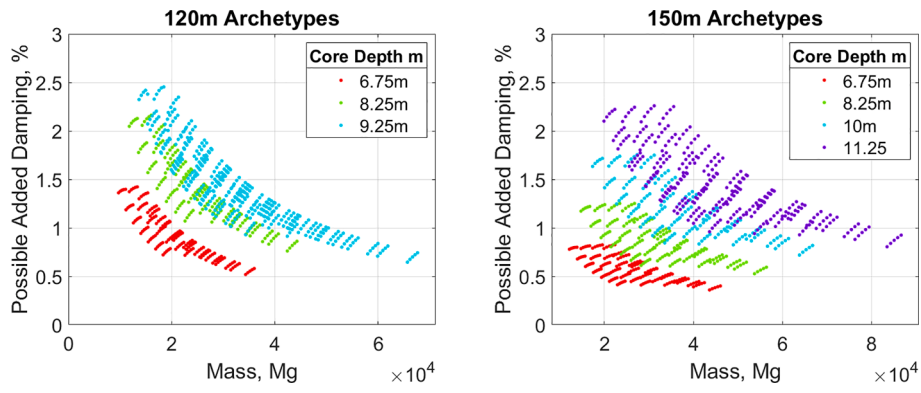 120m Archetypes
Possible Added Damping, %
3
2.5
2
1.5
1
0.5
0
0
2
4
6
Mass, Mg
×10⁴
Core Depth m
6.75m
8.25m
9.25m
150m Archetypes
Possible Added Damping, %
3
2.5
2
1.5
1
0.5
0
2
4
6
8
Mass, Mg
×10⁴
Core Depth m
6.75m
8.25m
10m
11.25